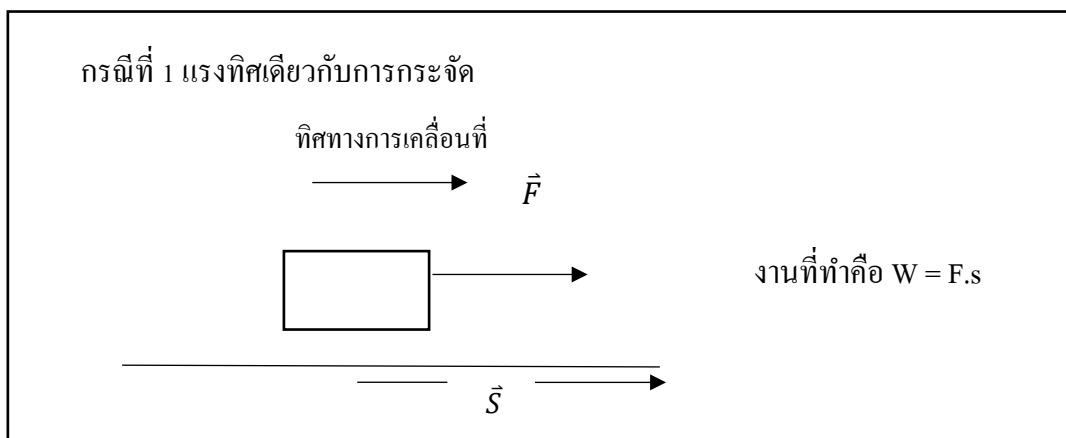 กรณีที่ 1 แรงทิศเดียวกับการกระจัด
ทิศทางการเคลื่อนที่
F⃗
งานที่ทำคือ W = F.s
S⃗